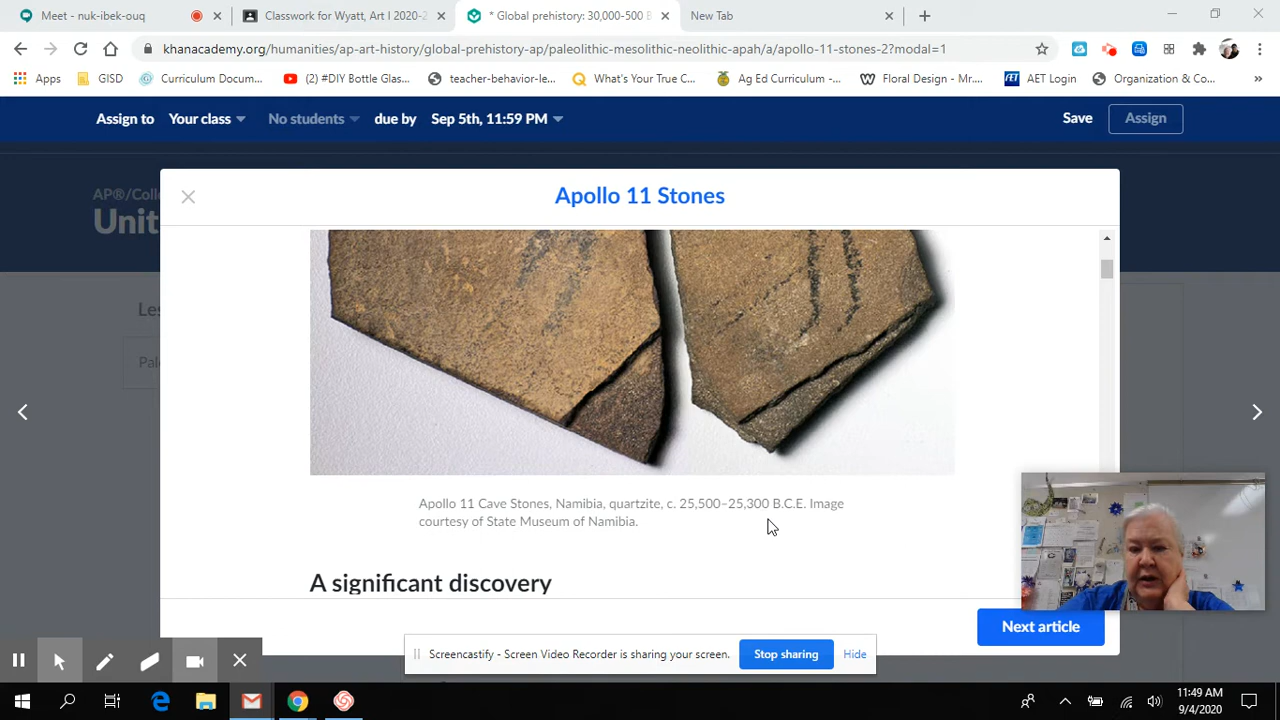 Meet - nuk-ibek-ouq
Classwork for Wyatt, Art I 2020-2
* Global prehistory: 30,000-500 B
New Tab
khanacademy.org/humanities/ap-art-history/global-prehistory-ap/paleolithic-mesolithic-neolithic-apah/a/apollo-11-stones-2?modal=1
Apps
GISD
Curriculum Docum...
(2) #DIY Bottle Glas...
teacher-behavior-le...
What's Your True C...
Ag Ed Curriculum -...
Floral Design - Mr....
AET Login
Organization & Co...
Assign to Your class No students due by Sep 5th, 11:59 PM
Save
Assign
AP®/Colle
Unit
Les
Pale
Apollo 11 Stones
Apollo 11 Cave Stones, Namibia, quartzite, c. 25,500–25,300 B.C.E. Image
courtesy of State Museum of Namibia.
A significant discovery
Next article
Screencastify - Screen Video Recorder is sharing your screen.
Stop sharing
Hide
11:49 AM
9/4/2020